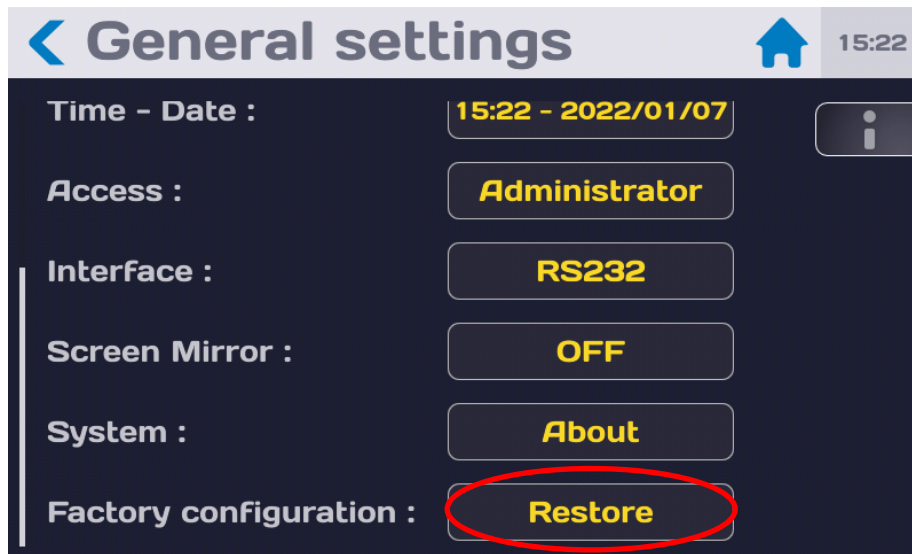 General settings
15:22
Time - Date : 15:22 - 2022/01/07
Access : Administrator
Interface : RS232
Screen Mirror : OFF
System : About
Factory configuration : Restore